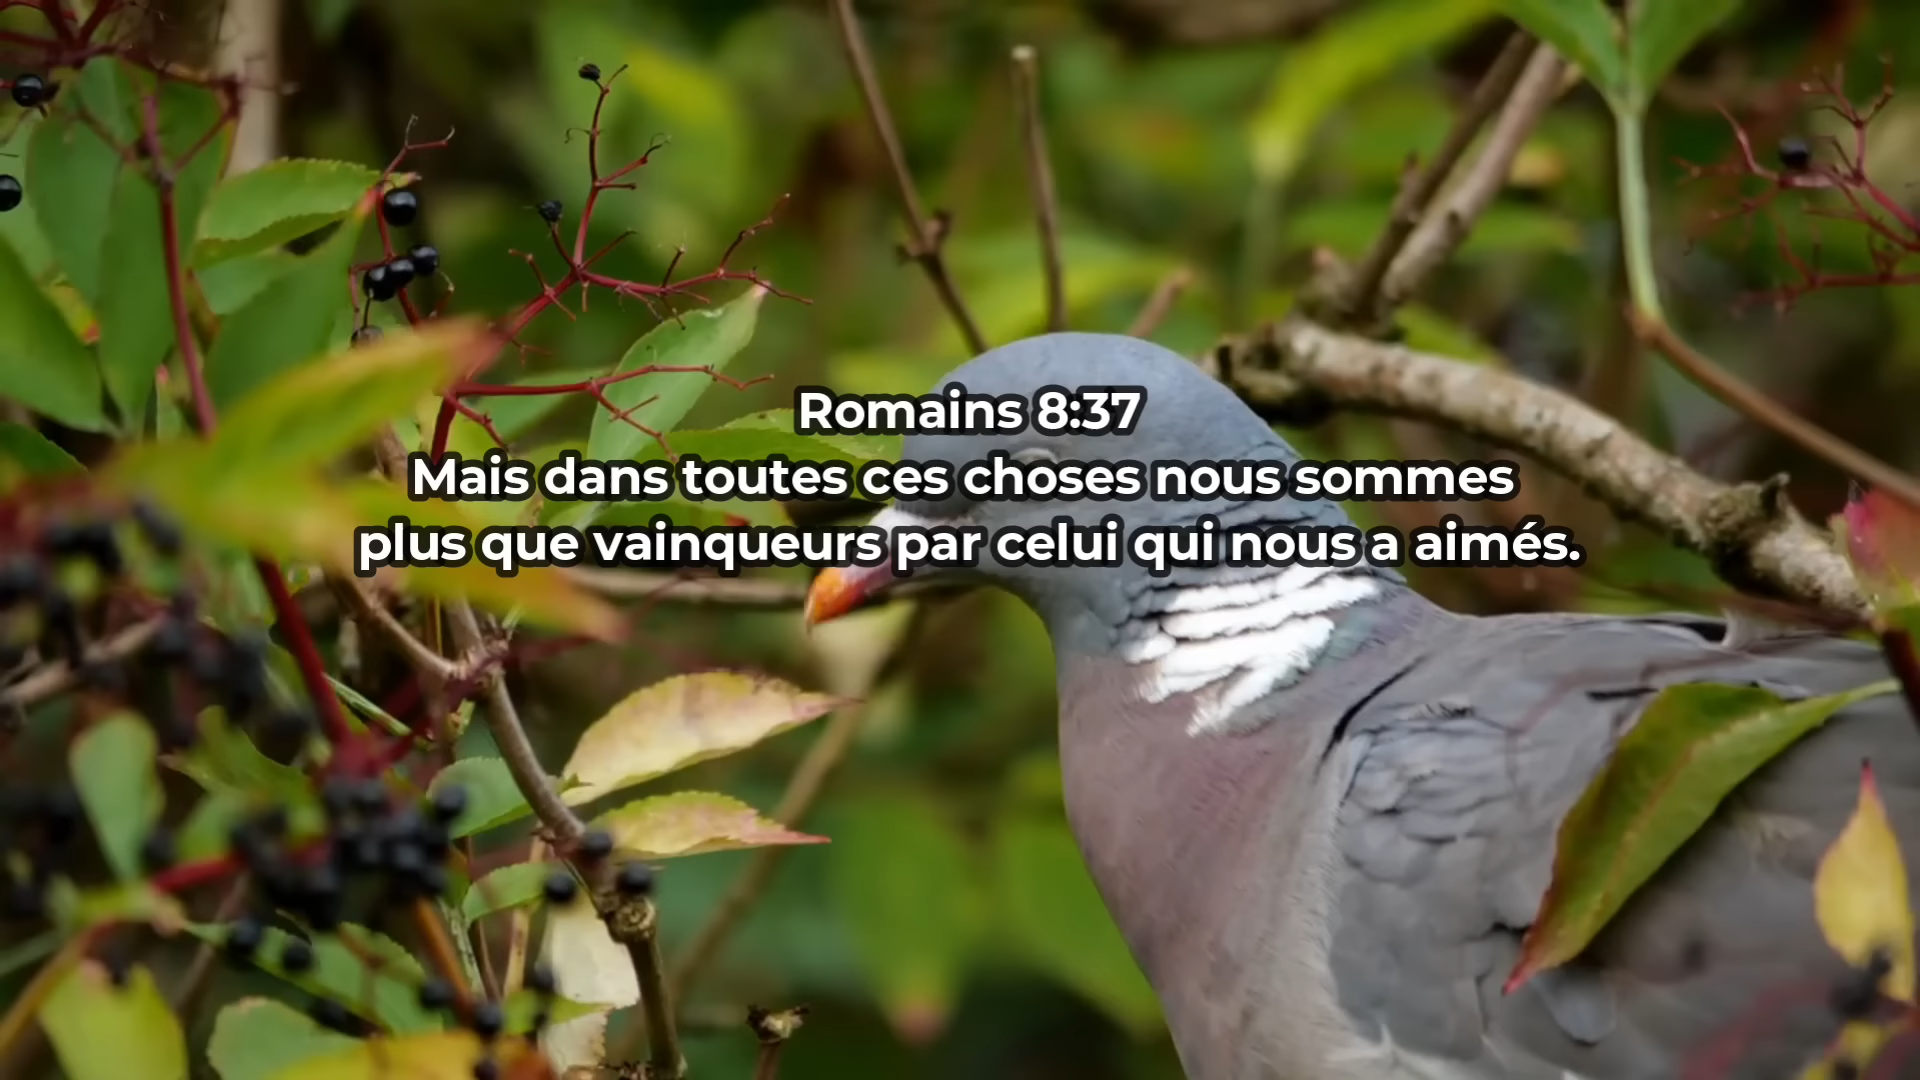 Romains 8:37
Mais dans toutes ces choses nous sommes
plus que vainqueurs par celui qui nous a aimés.